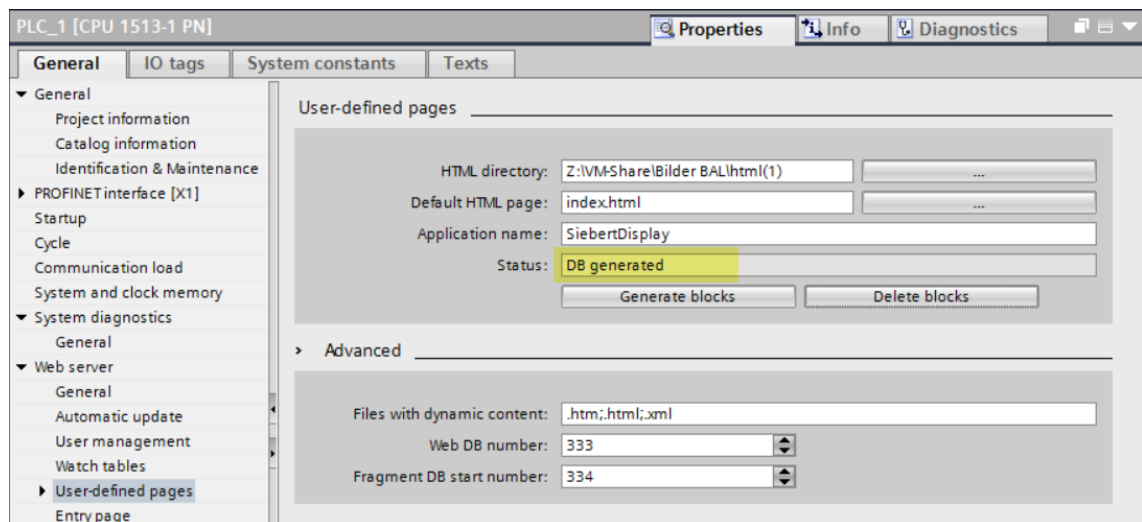 PLC_1 [CPU 1513-1 PN]
Properties
Info
Diagnostics
General
IO tags
System constants
Texts
General
Project information
Catalog information
Identification & Maintenance
PROFINET interface [X1]
Startup
Cycle
Communication load
System and clock memory
System diagnostics
General
Web server
General
Automatic update
User management
Watch tables
User-defined pages
Entry page
User-defined pages
HTML directory: Z:\VM-Share\Bilder BAL\html(1) ...
Default HTML page: index.html ...
Application name: SiebertDisplay
Status: DB generated
Generate blocks Delete blocks
Advanced
Files with dynamic content: .htm;.html;.xml
Web DB number: 333
Fragment DB start number: 334